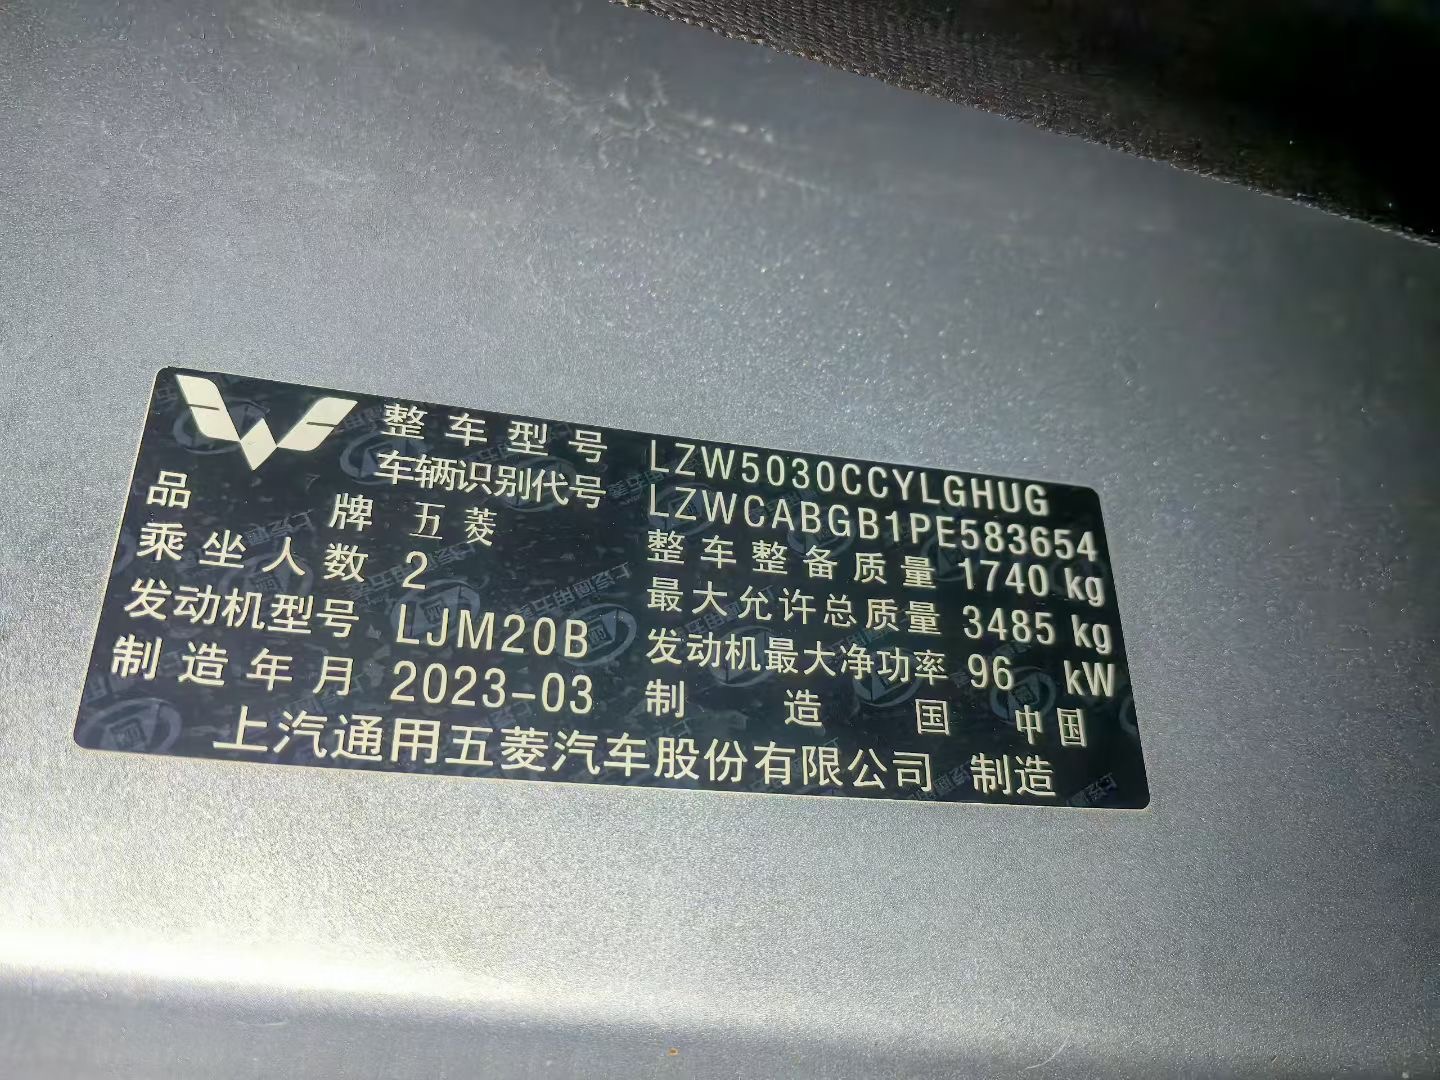 整车型号 LZW5030CCYLGHUG
车辆识别代号 LZWCABGB1PE583654
品牌 五菱 整车整备质量 1740 kg
乘坐人数 2 最大允许总质量 3485 kg
发动机型号 LJM20B 发动机最大净功率 96 kW
制造年月 2023-03 制造国 中国
上汽通用五菱汽车股份有限公司 制造